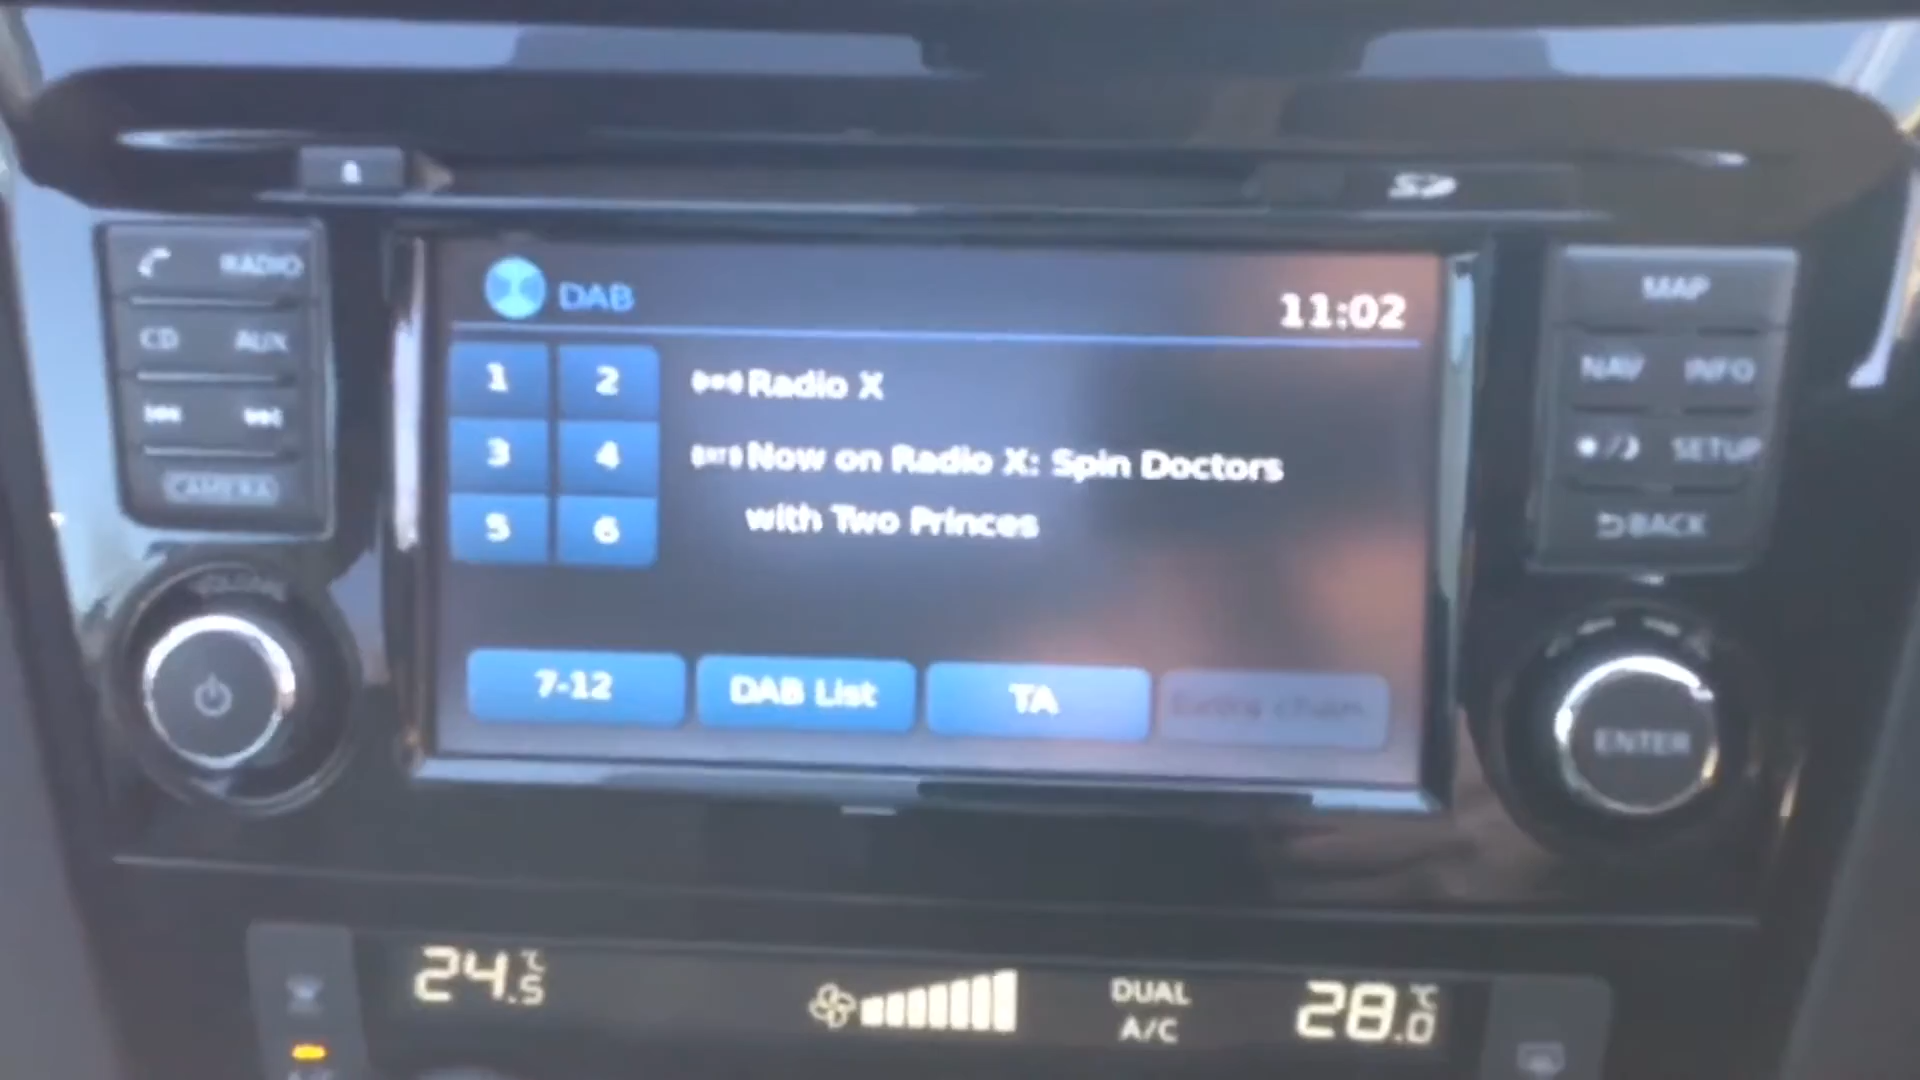 SD
RADIO
CD AUX
CAMERA
VOLUME
DAB
11:02
1 2
3 4
5 6
Radio X
Now on Radio X: Spin Doctors
with Two Princes
7-12 DAB List TA
MAP
NAV INFO
SETUP
BACK
ENTER
24.5 °C
DUAL
A/C
28.0 °C